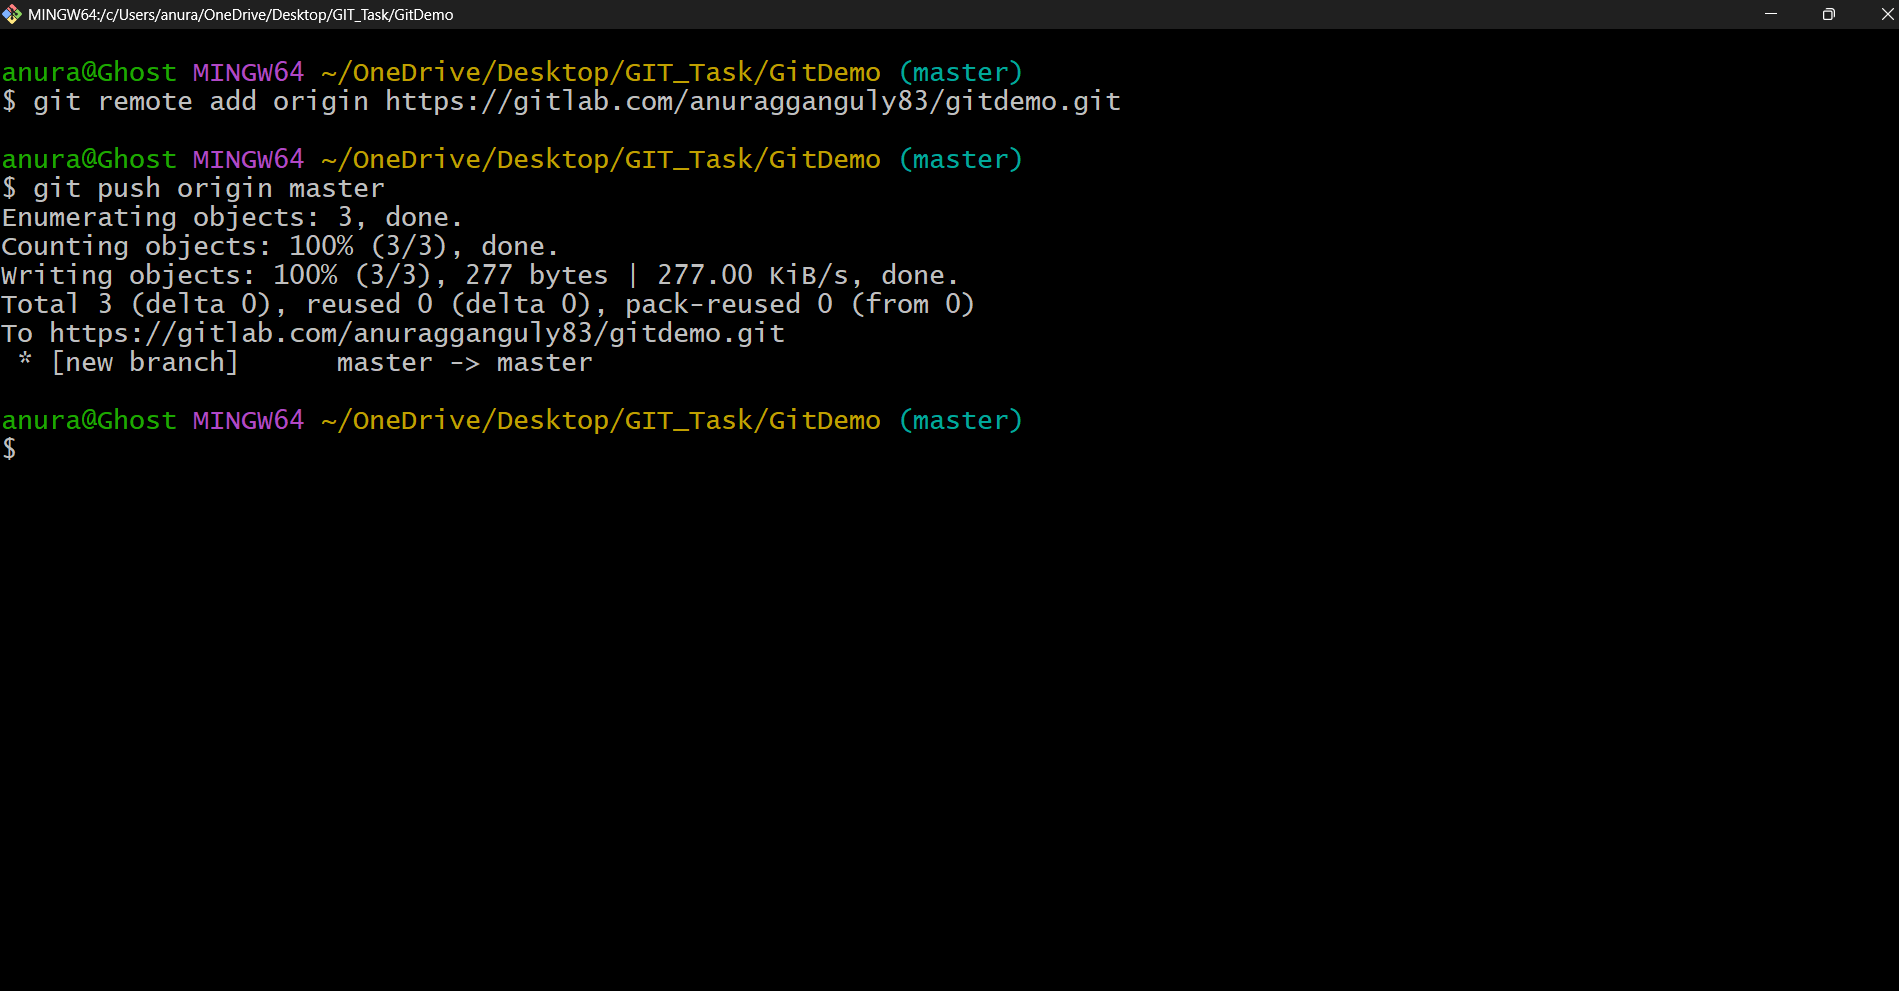 MINGW64:/c/Users/anura/OneDrive/Desktop/GIT_Task/GitDemo
anura@Ghost MINGW64 ~/OneDrive/Desktop/GIT_Task/GitDemo (master)
$ git remote add origin https://gitlab.com/anuragganguly83/gitdemo.git
anura@Ghost MINGW64 ~/OneDrive/Desktop/GIT_Task/GitDemo (master)
$ git push origin master
Enumerating objects: 3, done.
Counting objects: 100% (3/3), done.
Writing objects: 100% (3/3), 277 bytes | 277.00 KiB/s, done.
Total 3 (delta 0), reused 0 (delta 0), pack-reused 0 (from 0)
To https://gitlab.com/anuragganguly83/gitdemo.git
 * [new branch]      master -> master
anura@Ghost MINGW64 ~/OneDrive/Desktop/GIT_Task/GitDemo (master)
$